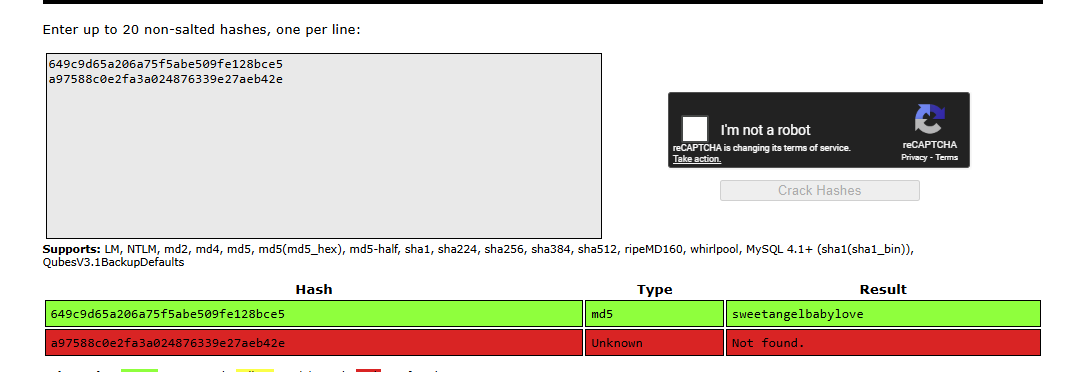 Enter up to 20 non-salted hashes, one per line:
649c9d65a206a75f5abe509fe128bce5
a97588c0e2fa3a024876339e27aeb42e
I'm not a robot
reCAPTCHA is changing its terms of service.
Take action.
reCAPTCHA
Privacy - Terms
Crack Hashes
Supports: LM, NTLM, md2, md4, md5, md5(md5_hex), md5-half, sha1, sha224, sha256, sha384, sha512, ripeMD160, whirlpool, MySQL 4.1+ (sha1(sha1_bin)),
QubesV3.1BackupDefaults
Hash Type Result
649c9d65a206a75f5abe509fe128bce5 md5 sweetangelbabylove
a97588c0e2fa3a024876339e27aeb42e Unknown Not found.